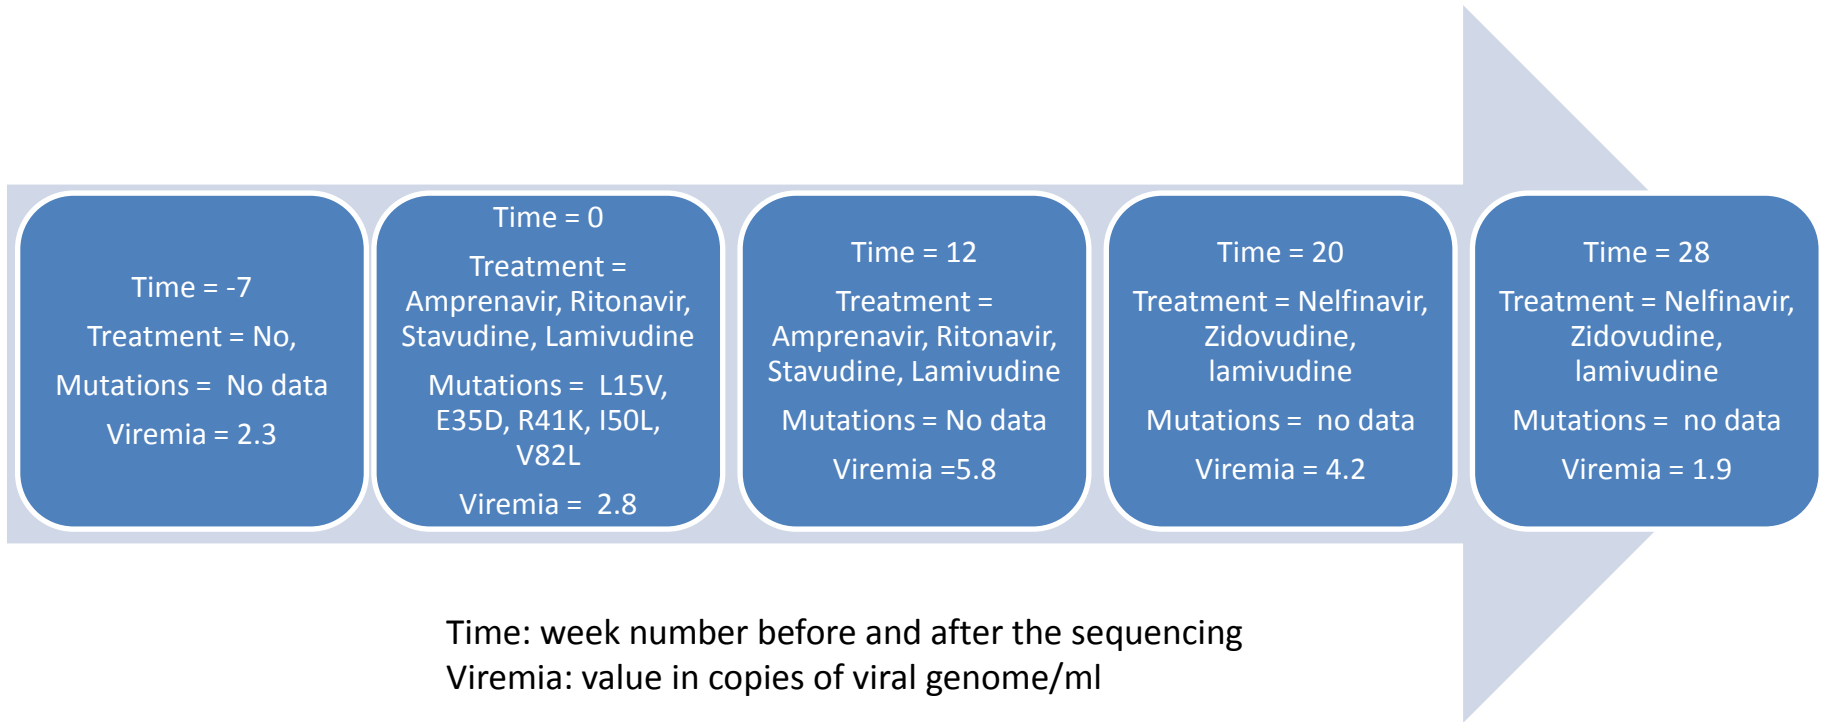 Time = -7
Treatment = No,
Mutations = No data
Viremia = 2.3
Time = 0
Treatment =
Amprenavir, Ritonavir,
Stavudine, Lamivudine
Mutations = L15V,
E35D, R41K, I50L,
V82L
Viremia = 2.8
Time = 12
Treatment =
Amprenavir, Ritonavir,
Stavudine, Lamivudine
Mutations = No data
Viremia =5.8
Time = 20
Treatment = Nelfinavir,
Zidovudine,
lamivudine
Mutations = no data
Viremia = 4.2
Time = 28
Treatment = Nelfinavir,
Zidovudine,
lamivudine
Mutations = no data
Viremia = 1.9
Time: week number before and after the sequencing
Viremia: value in copies of viral genome/ml